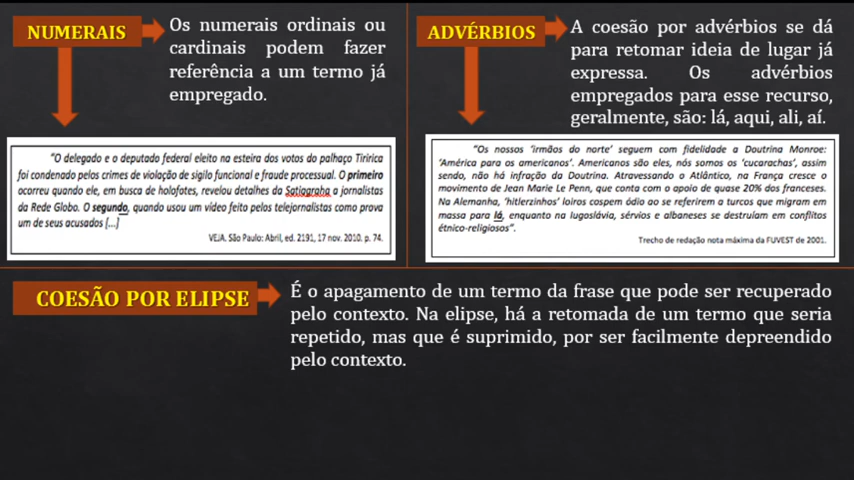 NUMERAIS
Os numerais ordinais ou
cardinais podem fazer
referência a um termo já
empregado.
"O delegado e o deputado federal eleito na esteira dos votos do palhaço Tiririca
foi condenado pelos crimes de violação de sigilo funcional e fraude processual. O primeiro
ocorreu quando ele, em busca de holofotes, revelou detalhes da Satiagraha a jornalistas
da Rede Globo. O segundo, quando usou um vídeo feito pelos telejornalistas como prova
um de seus acusados [...]
VEJA. São Paulo: Abril, ed. 2191, 17 nov. 2010. p. 74.
ADVÉRBIOS
A coesão por advérbios se dá
para retomar ideia de lugar já
expressa. Os advérbios
empregados para esse recurso,
geralmente, são: lá, aqui, ali, aí.
"Os nossos 'irmãos do norte' seguem com fidelidade a Doutrina Monroe:
'América para os americanos'. Americanos são eles, nós somos os 'cucarachas', assim
sendo, não há infração da Doutrina. Atravessando o Atlântico, na França cresce o
movimento de Jean Marie Le Penn, que conta com o apoio de quase 20% dos franceses.
Na Alemanha, 'hitlerzinhos' loiros cospem ódio ao se referirem a turcos que migram em
massa para lá, enquanto na Iugoslávia, sérvios e albaneses se destruíam em conflitos
étnico-religiosos".
Trecho de redação nota máxima da FUVEST de 2001.
COESÃO POR ELIPSE
É o apagamento de um termo da frase que pode ser recuperado
pelo contexto. Na elipse, há a retomada de um termo que seria
repetido, mas que é suprimido, por ser facilmente depreendido
pelo contexto.